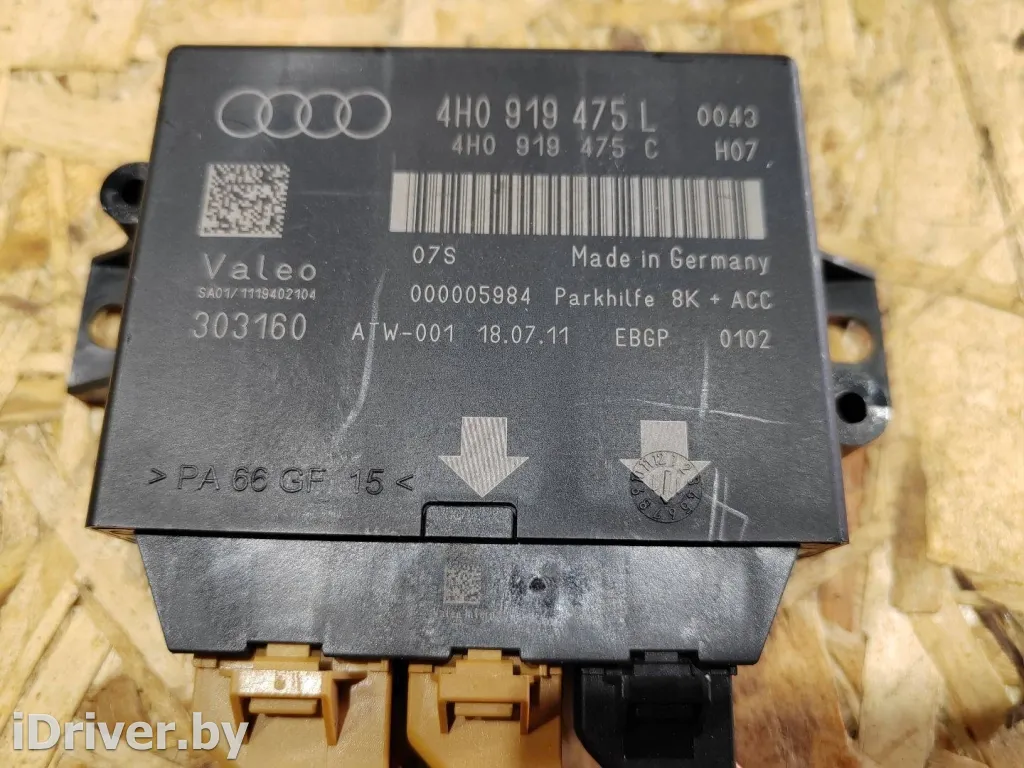 4H0 919 475 L 0043
4H0 919 475 C H07
Valeo
07S Made in Germany
SA01/1119402104
000005984 Parkhilfe 8K + ACC
303160
ATW-001 18.07.11 EBGP 0102
>PA 66 GF 15<
iDriver.by